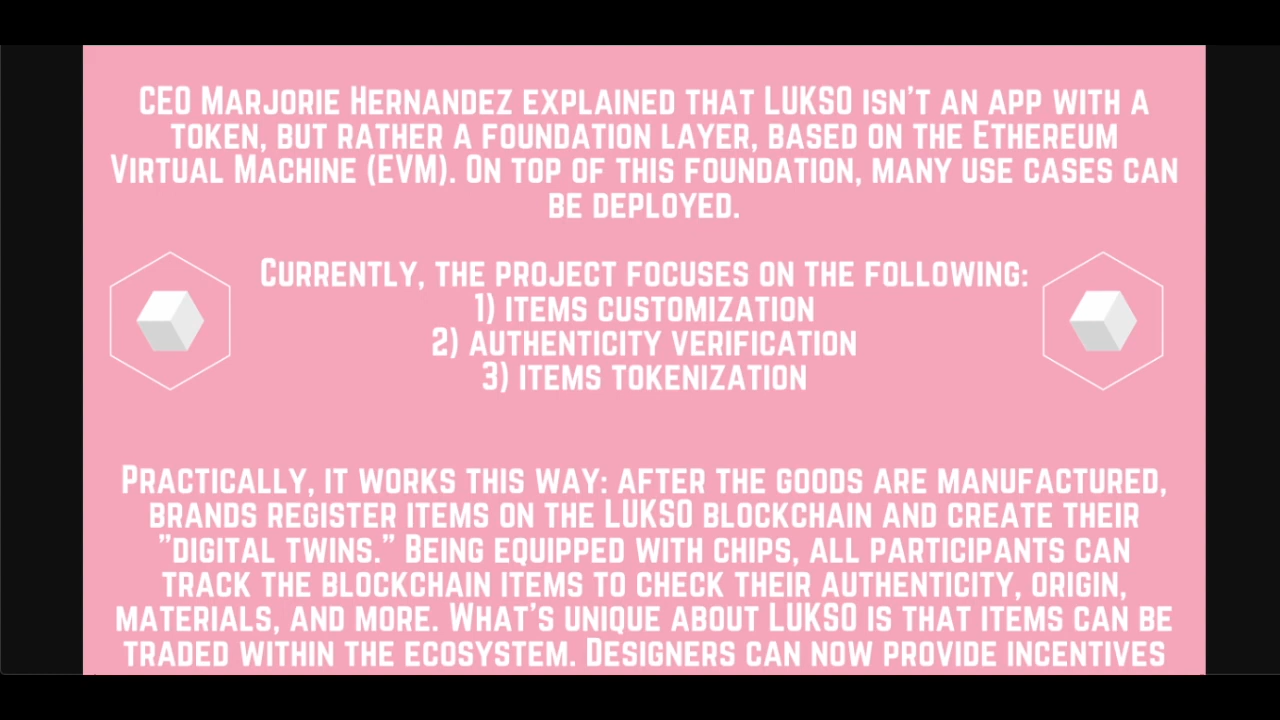 CEO Marjorie Hernandez explained that LUKSO isn't an app with a
token, but rather a foundation layer, based on the Ethereum
Virtual Machine (EVM). On top of this foundation, many use cases can
be deployed.
Currently, the project focuses on the following:
1) items customization
2) authenticity verification
3) items tokenization
Practically, it works this way: after the goods are manufactured,
brands register items on the LUKSO blockchain and create their
"digital twins." Being equipped with chips, all participants can
track the blockchain items to check their authenticity, origin,
materials, and more. What's unique about LUKSO is that items can be
traded within the ecosystem. Designers can now provide incentives